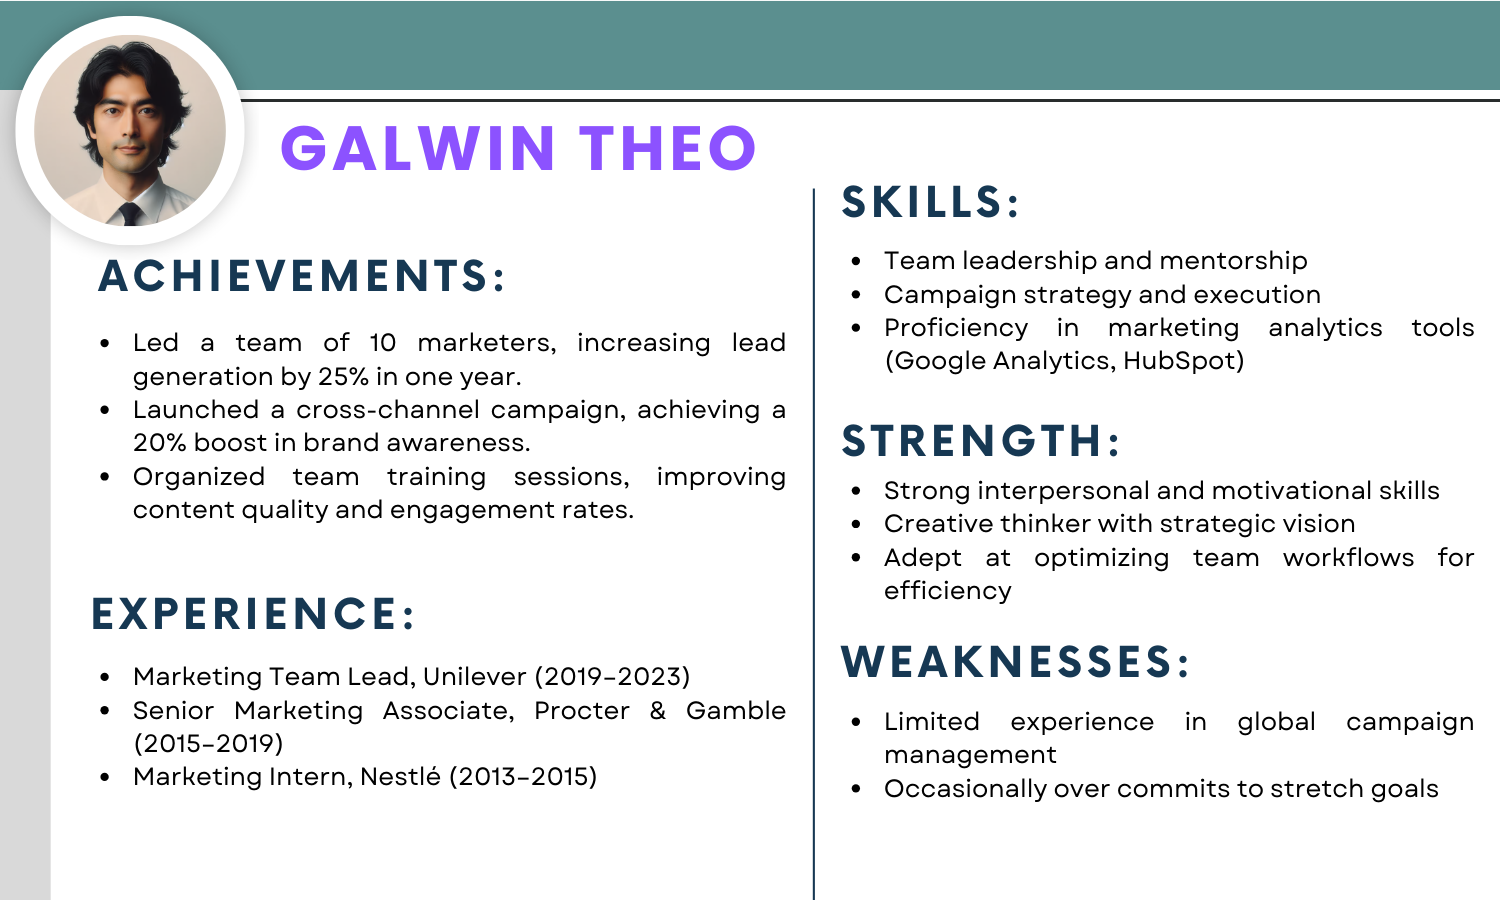 GALWIN THEO
ACHIEVEMENTS:
• Led a team of 10 marketers, increasing lead
generation by 25% in one year.
• Launched a cross-channel campaign, achieving a
20% boost in brand awareness.
• Organized team training sessions, improving
content quality and engagement rates.
EXPERIENCE:
• Marketing Team Lead, Unilever (2019–2023)
• Senior Marketing Associate, Procter & Gamble
(2015–2019)
• Marketing Intern, Nestlé (2013–2015)
SKILLS:
• Team leadership and mentorship
• Campaign strategy and execution
• Proficiency in marketing analytics tools
(Google Analytics, HubSpot)
STRENGTH:
• Strong interpersonal and motivational skills
• Creative thinker with strategic vision
• Adept at optimizing team workflows for
efficiency
WEAKNESSES:
• Limited experience in global campaign
management
• Occasionally over commits to stretch goals